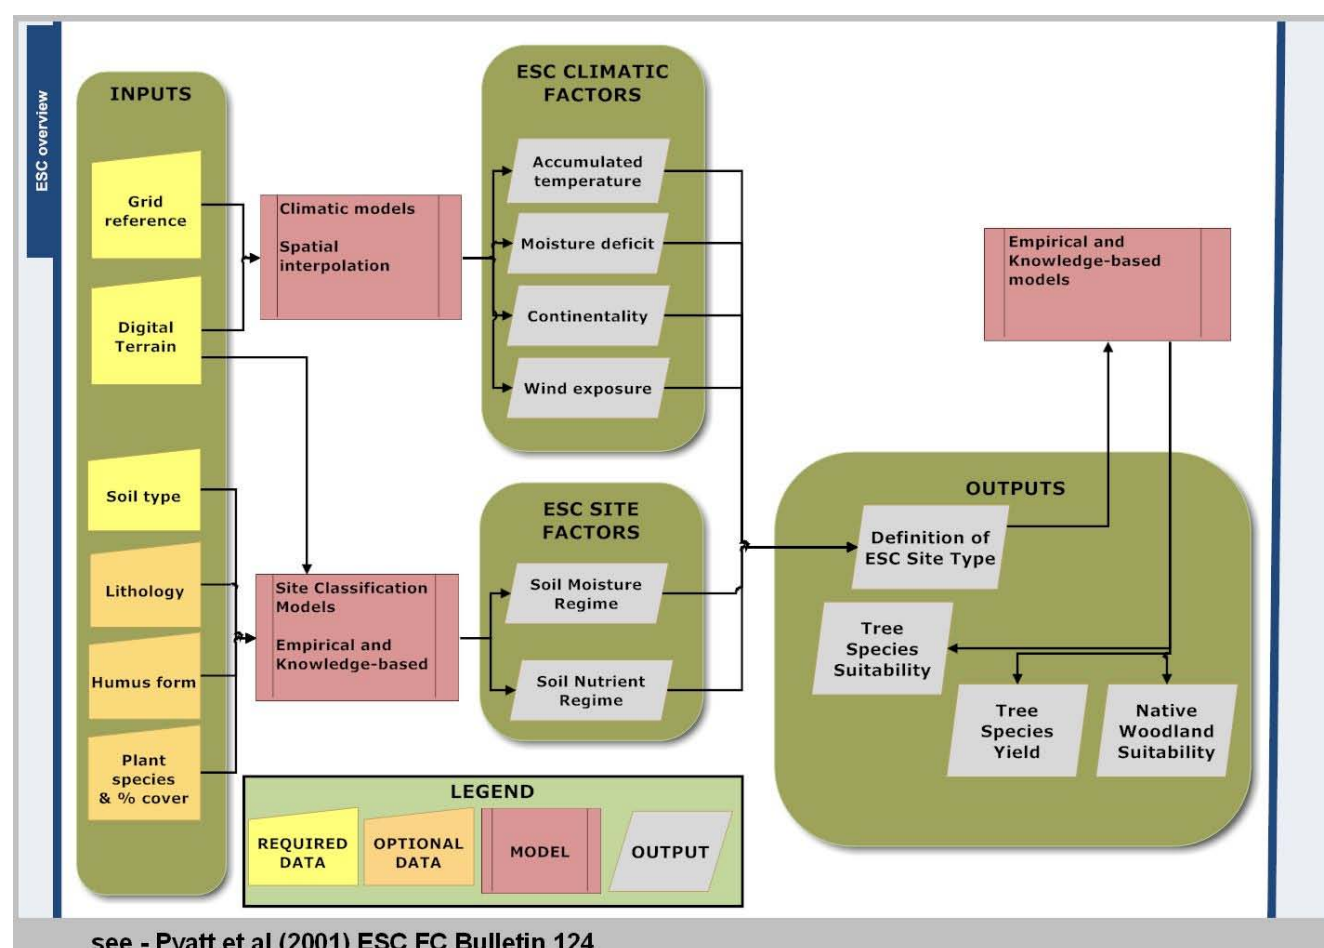 ESC overview
INPUTS
Grid
reference
Digital
Terrain
Soil type
Lithology
Humus form
Plant
species
& % cover
Climatic models
Spatial
interpolation
Site Classification
Models
Empirical and
Knowledge-based
ESC CLIMATIC
FACTORS
Accumulated
temperature
Moisture deficit
Continentality
Wind exposure
ESC SITE
FACTORS
Soil Moisture
Regime
Soil Nutrient
Regime
Empirical and
Knowledge-based
models
OUTPUTS
Definition of
ESC Site Type
Tree
Species
Suitability
Tree
Species
Yield
Native
Woodland
Suitability
LEGEND
REQUIRED
DATA
OPTIONAL
DATA
MODEL
OUTPUT
see - Pyatt et al (2001) ESC FC Bulletin 124